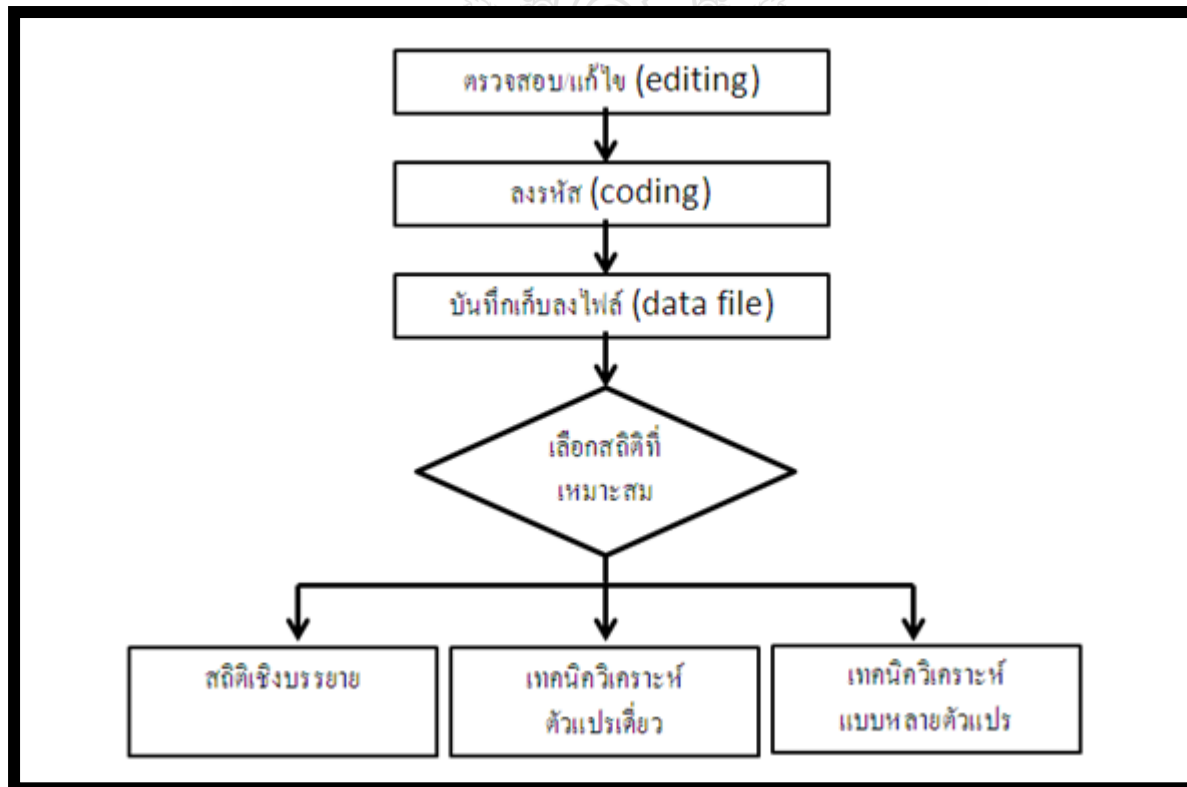 ตรวจสอบ/แก้ไข (editing)
ลงรหัส (coding)
บันทึกเก็บลงไฟล์ (data file)
เลือกสถิติที่
เหมาะสม
สถิติเชิงบรรยาย
เทคนิควิเคราะห์
ตัวแปรเดี่ยว
เทคนิควิเคราะห์
แบบหลายตัวแปร